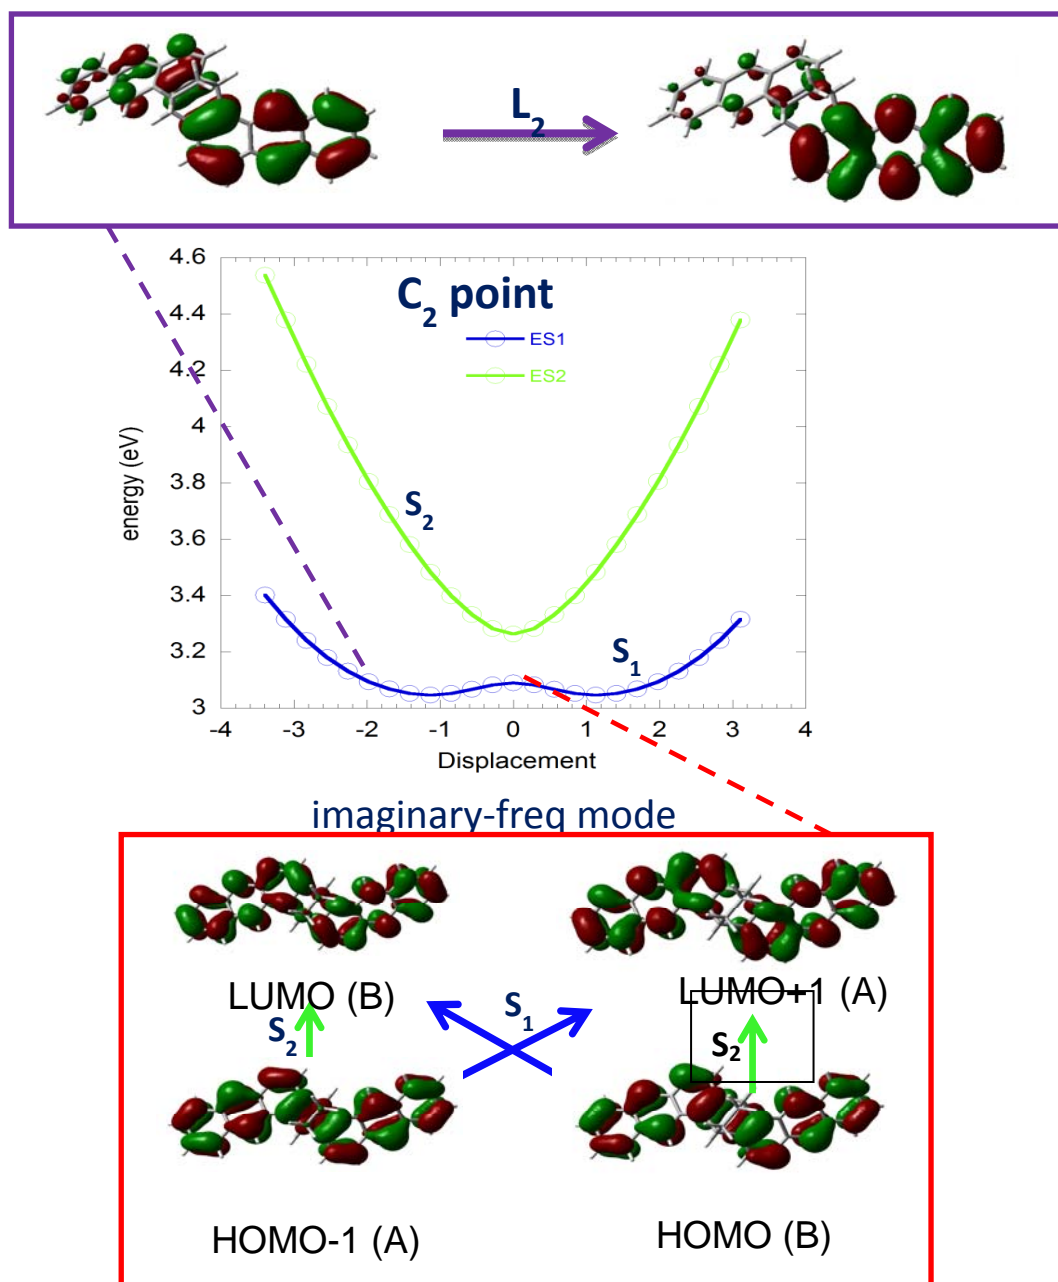 L2
4.6
C2 point
ES1
4.4
ES2
4.2
4
energy (eV)
3.8
S2
3.6
3.4
3.2
S1
3
-4 -3 -2 -1 0 1 2 3 4
Displacement
imaginary-freq mode
LUMO (B) LUMO+1 (A)
S2 S1 S2
HOMO-1 (A) HOMO (B)